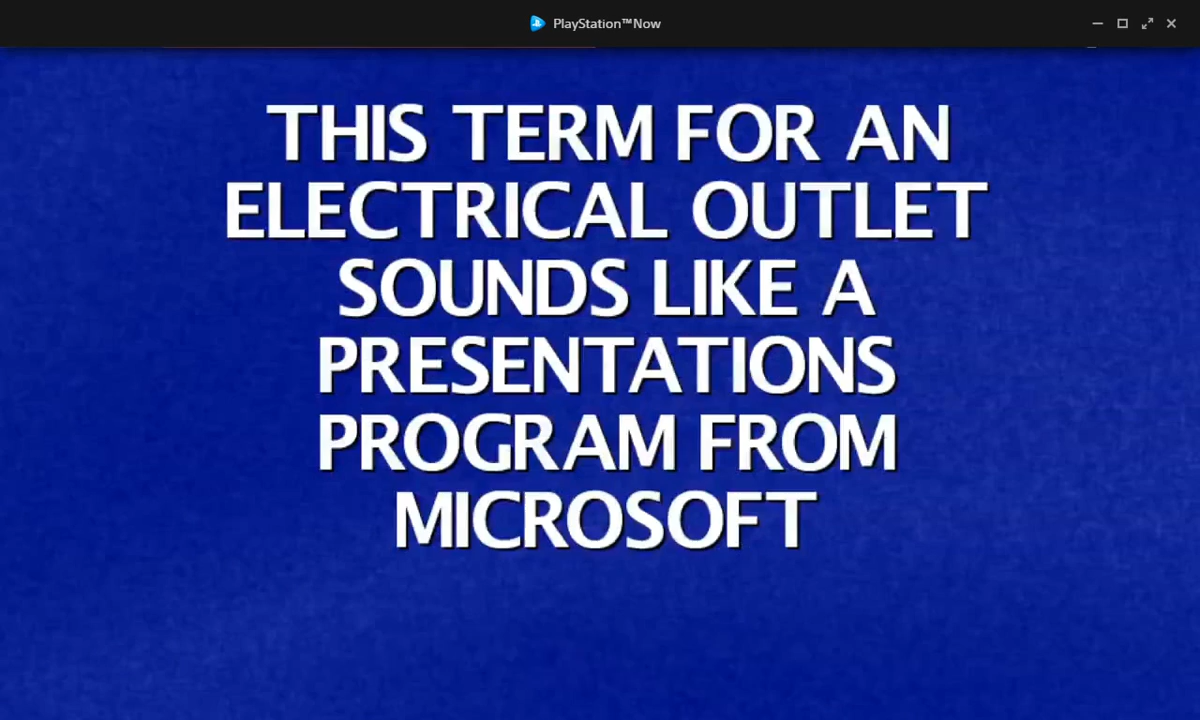 PlayStation™Now
THIS TERM FOR AN
ELECTRICAL OUTLET
SOUNDS LIKE A
PRESENTATIONS
PROGRAM FROM
MICROSOFT